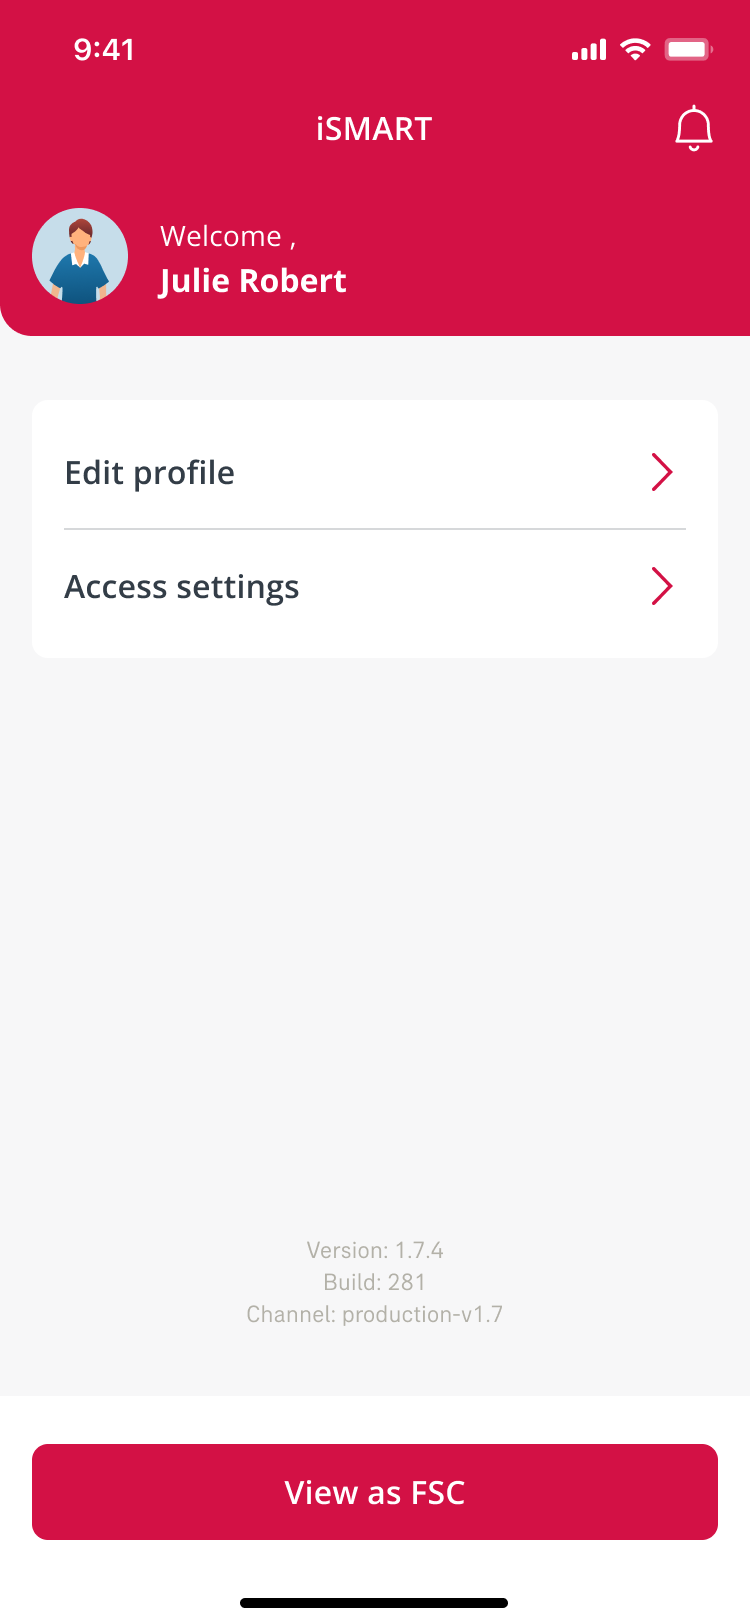 9:41
iSMART
Welcome ,
Julie Robert
Edit profile
Access settings
Version: 1.7.4
Build: 281
Channel: production-v1.7
View as FSC